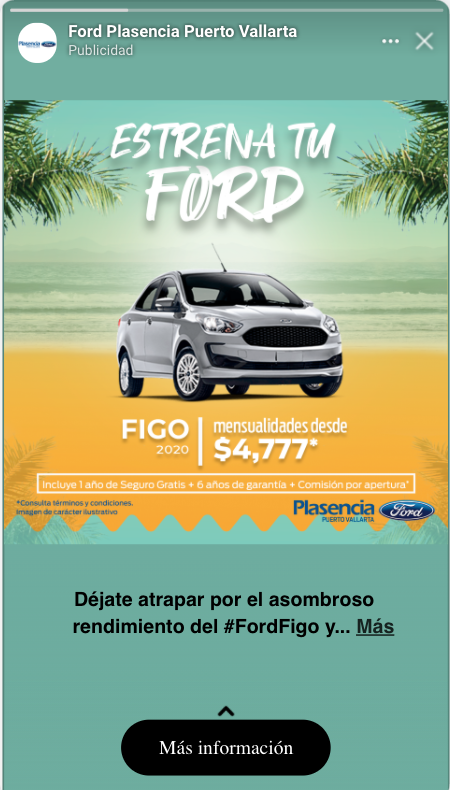 Ford Plasencia Puerto Vallarta
Publicidad
ESTRENA TU
FORD
FIGO
2020
mensualidades desde
$4,777*
Incluye 1 año de Seguro Gratis + 6 años de garantía + Comisión por apertura*
*Consulta términos y condiciones.
Imagen de carácter ilustrativo
Plasencia
PUERTO VALLARTA
Ford
Déjate atrapar por el asombroso
rendimiento del #FordFigo y... Más
Más información